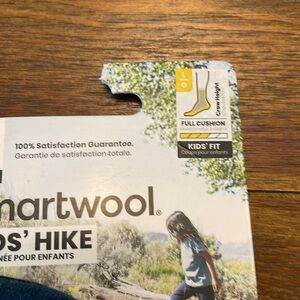 Crew Height
FULL CUSHION
KIDS' FIT
Coupe pour enfants
100% Satisfaction Guarantee.
Garantie de satisfaction totale.
martwool
DS' HIKE
NÉE POUR ENFANTS